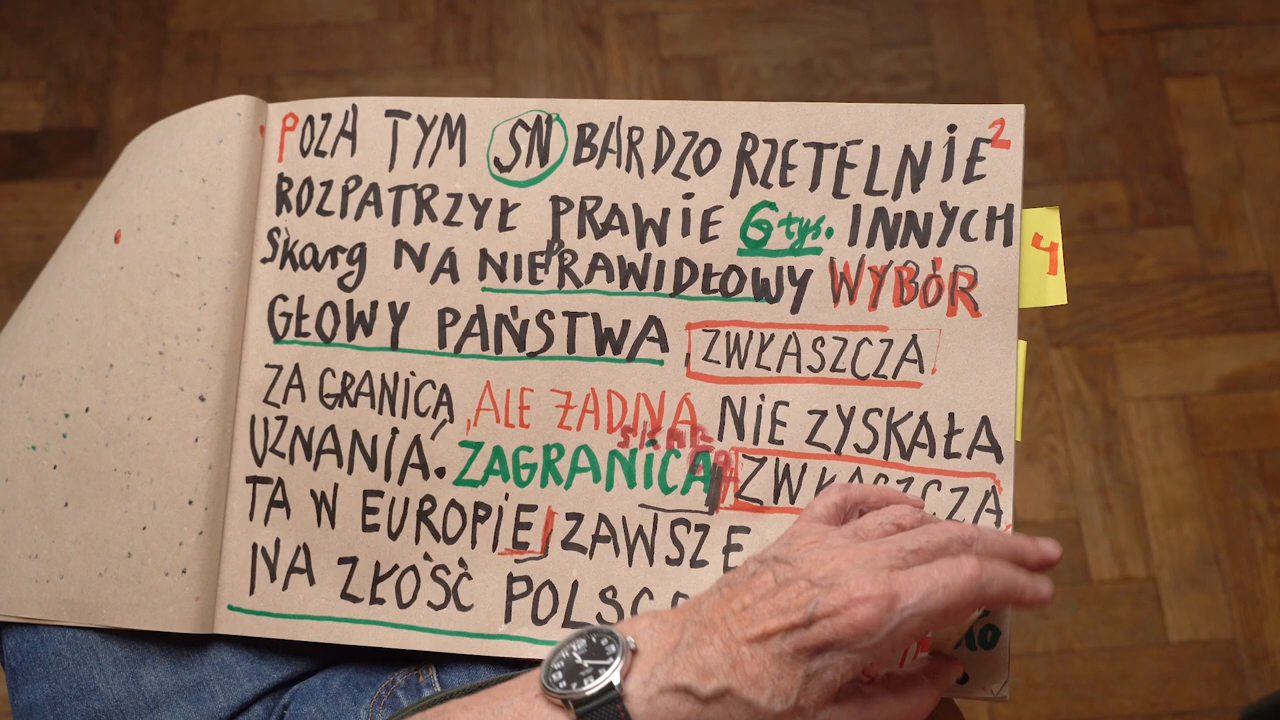 POZA TYM SN BARDZO RZETELNIE 2
ROZPATRZYŁ PRAWIE 6 tys. INNYCH
Skarg NA NIEPRAWIDŁOWY WYBÓR
GŁOWY PAŃSTWA ZWŁASZCZA
ZA GRANICĄ, ALE ŻADNA NIE ZYSKAŁA
UZNANIA. ZAGRANICA, ZWŁASZCZA
TA W EUROPIE, ZAWSZE
NA ZŁOŚĆ POLSCE
4